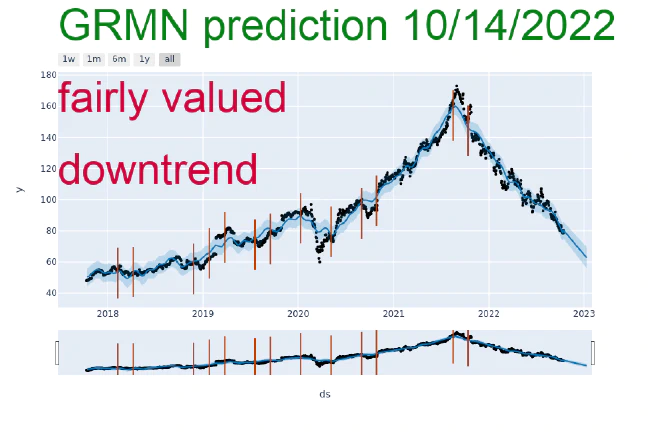 GRMN prediction 10/14/2022
1w 1m 6m 1y all
fairly valued
downtrend
180
160
140
120
100
80
60
40
y
2018 2019 2020 2021 2022 2023
ds